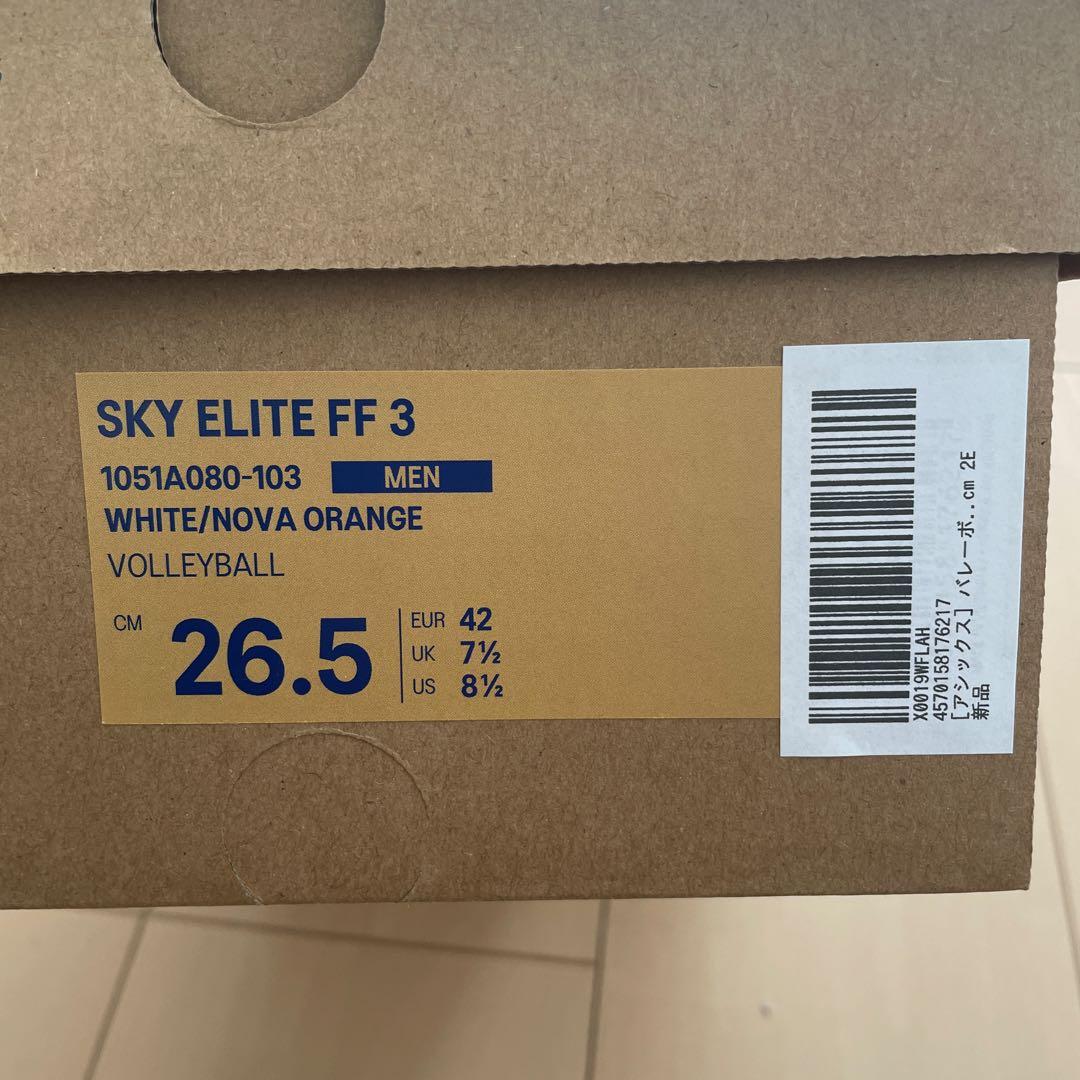 SKY ELITE FF 3
1051A080-103 MEN
WHITE/NOVA ORANGE
VOLLEYBALL
CM 26.5
EUR 42
UK 7½
US 8½
X0019WFLAH
4570158176217
[アシックス] バレーボ..cm 2E
新品